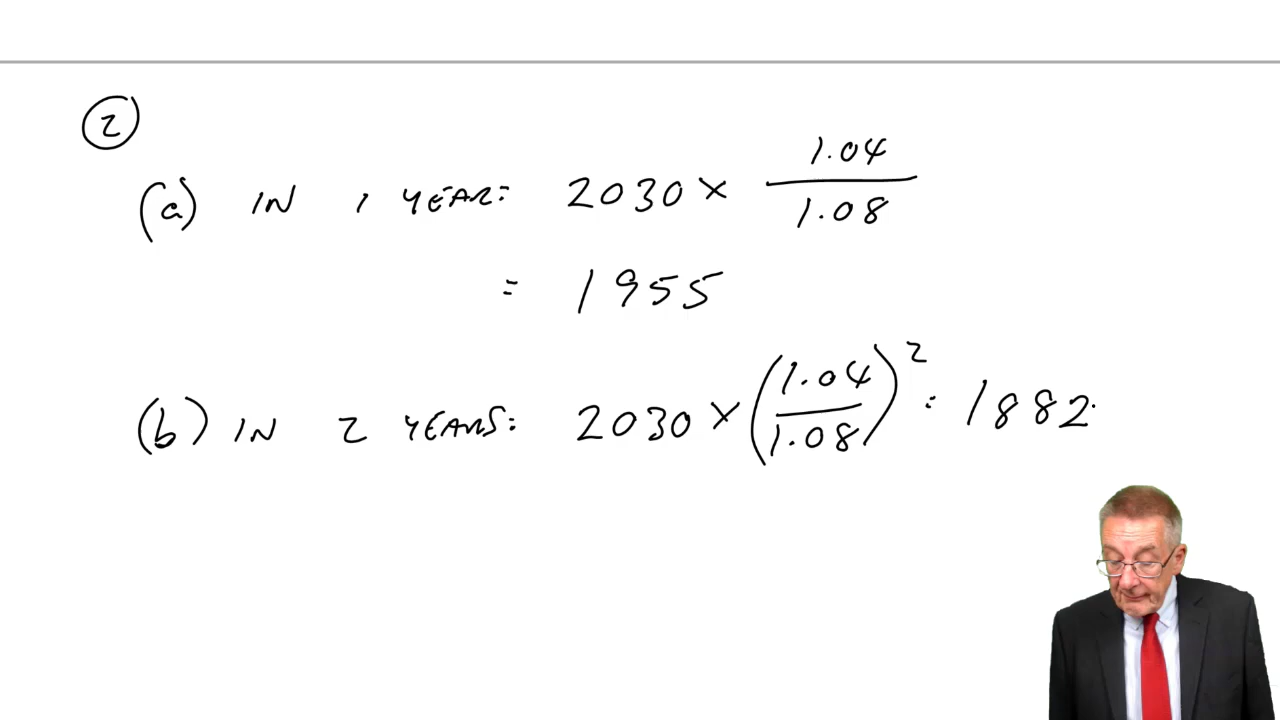 2
(a) IN 1 YEAR: 2030 × 1.04/1.08
= 1955
(b) IN 2 YEARS: 2030 × (1.04/1.08)² = 1882.